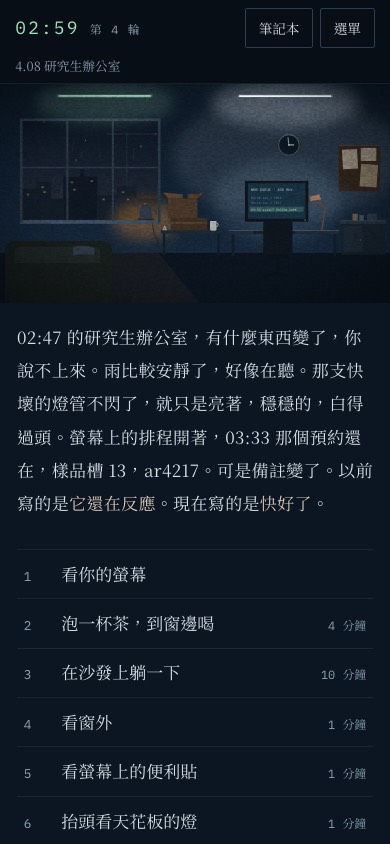 02:59 第 4 輪
筆記本
選單
4.08 研究生辦公室
02:47 的研究生辦公室，有什麼東西變了，你
說不上來。雨比較安靜了，好像在聽。那支快
壞的燈管不閃了，就只是亮著，穩穩的，白得
過頭。螢幕上的排程開著，03:33 那個預約還
在，樣品槽 13，ar4217。可是備註變了。以前
寫的是它還在反應。現在寫的是快好了。
1 看你的螢幕
2 泡一杯茶，到窗邊喝 4 分鐘
3 在沙發上躺一下 10 分鐘
4 看窗外 1 分鐘
5 看螢幕上的便利貼 1 分鐘
6 抬頭看天花板的燈 1 分鐘